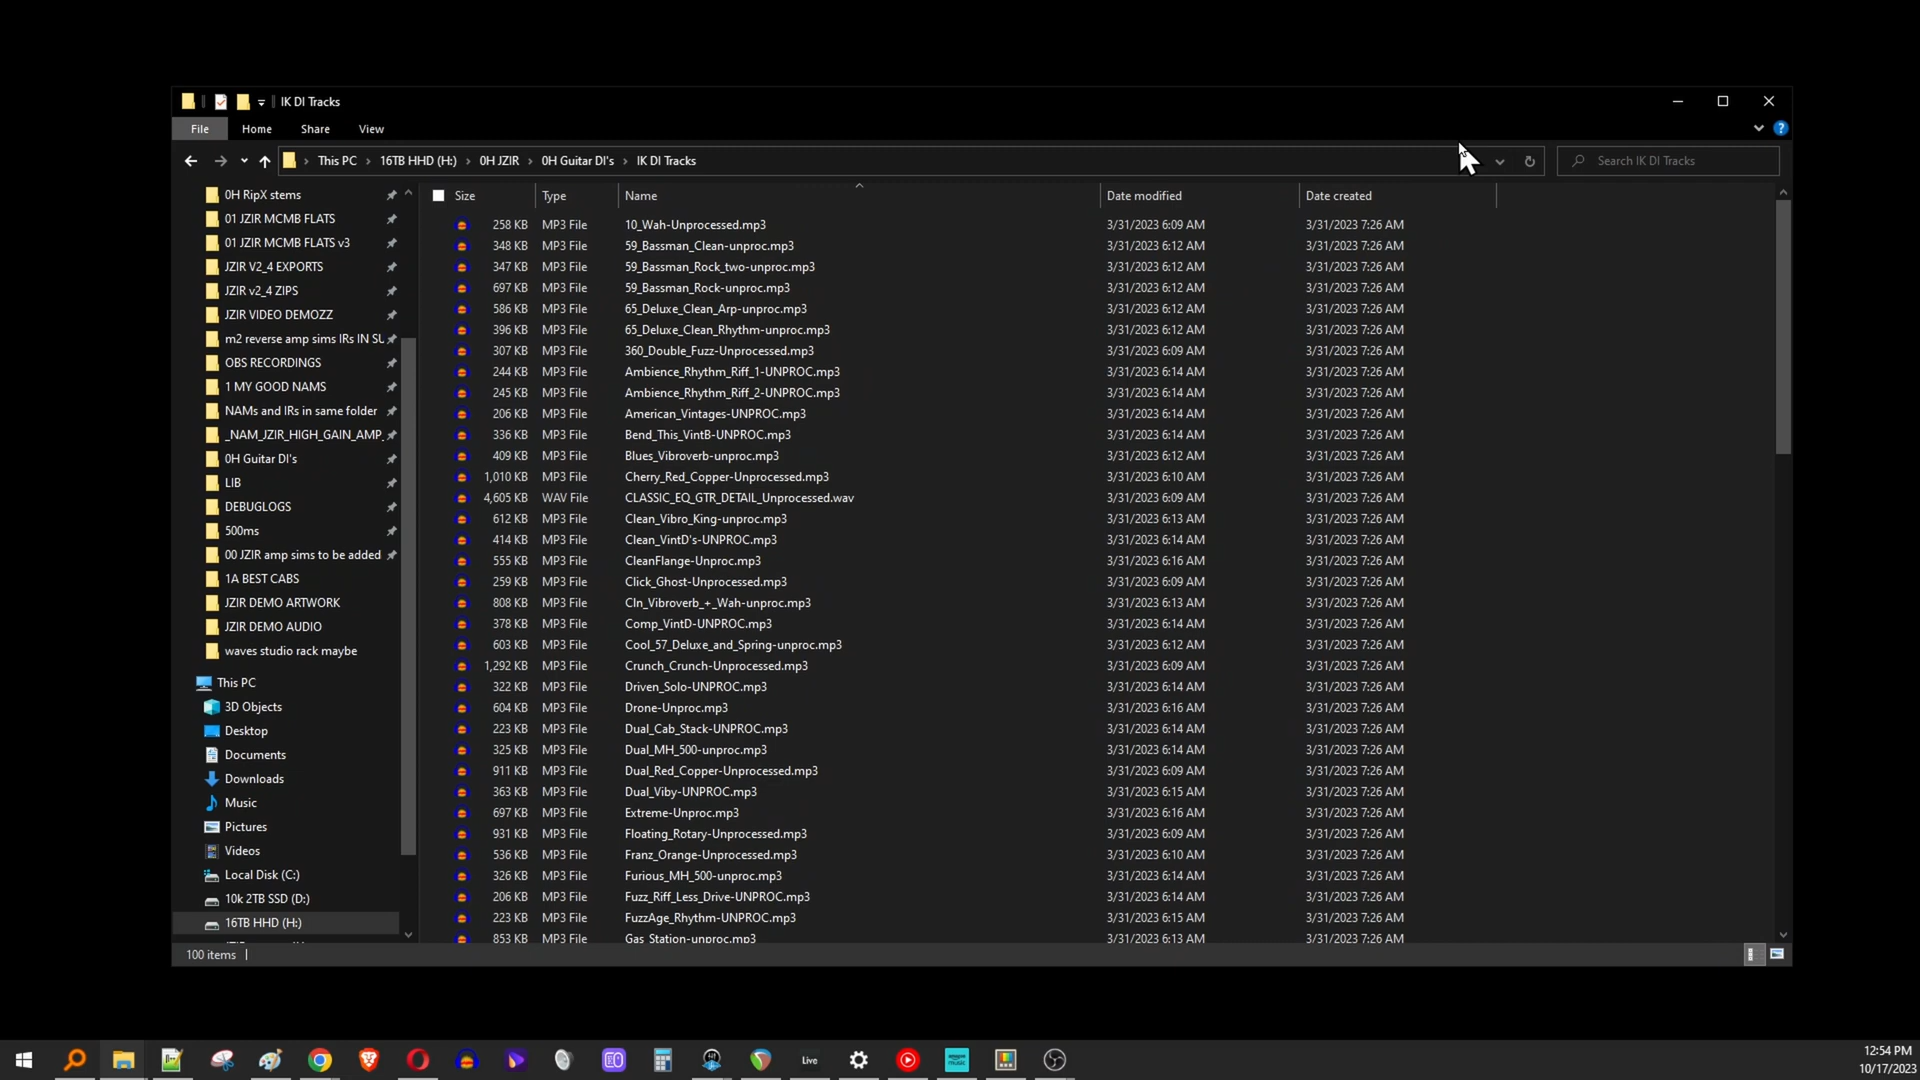 IK DI Tracks
File Home Share View
This PC › 16TB HHD (H:) › 0H JZIR › 0H Guitar DI's › IK DI Tracks
Search IK DI Tracks
0H RipX stems
01 JZIR MCMB FLATS
01 JZIR MCMB FLATS v3
JZIR V2_4 EXPORTS
JZIR v2_4 ZIPS
JZIR VIDEO DEMOZZ
m2 reverse amp sims IRs IN SU
OBS RECORDINGS
1 MY GOOD NAMS
NAMs and IRs in same folder
_NAM_JZIR_HIGH_GAIN_AMP_
0H Guitar DI's
LIB
DEBUGLOGS
500ms
00 JZIR amp sims to be added
1A BEST CABS
JZIR DEMO ARTWORK
JZIR DEMO AUDIO
waves studio rack maybe
This PC
3D Objects
Desktop
Documents
Downloads
Music
Pictures
Videos
Local Disk (C:)
10k 2TB SSD (D:)
16TB HHD (H:)
Size Type Name Date modified Date created
258 KB MP3 File 10_Wah-Unprocessed.mp3 3/31/2023 6:09 AM 3/31/2023 7:26 AM
348 KB MP3 File 59_Bassman_Clean-unproc.mp3 3/31/2023 6:12 AM 3/31/2023 7:26 AM
347 KB MP3 File 59_Bassman_Rock_two-unproc.mp3 3/31/2023 6:12 AM 3/31/2023 7:26 AM
697 KB MP3 File 59_Bassman_Rock-unproc.mp3 3/31/2023 6:12 AM 3/31/2023 7:26 AM
586 KB MP3 File 65_Deluxe_Clean_Arp-unproc.mp3 3/31/2023 6:12 AM 3/31/2023 7:26 AM
396 KB MP3 File 65_Deluxe_Clean_Rhythm-unproc.mp3 3/31/2023 6:12 AM 3/31/2023 7:26 AM
307 KB MP3 File 360_Double_Fuzz-Unprocessed.mp3 3/31/2023 6:09 AM 3/31/2023 7:26 AM
244 KB MP3 File Ambience_Rhythm_Riff_1-UNPROC.mp3 3/31/2023 6:14 AM 3/31/2023 7:26 AM
245 KB MP3 File Ambience_Rhythm_Riff_2-UNPROC.mp3 3/31/2023 6:14 AM 3/31/2023 7:26 AM
206 KB MP3 File American_Vintages-UNPROC.mp3 3/31/2023 6:14 AM 3/31/2023 7:26 AM
336 KB MP3 File Bend_This_VintB-UNPROC.mp3 3/31/2023 6:14 AM 3/31/2023 7:26 AM
409 KB MP3 File Blues_Vibroverb-unproc.mp3 3/31/2023 6:12 AM 3/31/2023 7:26 AM
1,010 KB MP3 File Cherry_Red_Copper-Unprocessed.mp3 3/31/2023 6:10 AM 3/31/2023 7:26 AM
4,605 KB WAV File CLASSIC_EQ_GTR_DETAIL_Unprocessed.wav 3/31/2023 6:09 AM 3/31/2023 7:26 AM
612 KB MP3 File Clean_Vibro_King-unproc.mp3 3/31/2023 6:13 AM 3/31/2023 7:26 AM
414 KB MP3 File Clean_VintD's-UNPROC.mp3 3/31/2023 6:14 AM 3/31/2023 7:26 AM
555 KB MP3 File CleanFlange-Unproc.mp3 3/31/2023 6:16 AM 3/31/2023 7:26 AM
259 KB MP3 File Click_Ghost-Unprocessed.mp3 3/31/2023 6:09 AM 3/31/2023 7:26 AM
808 KB MP3 File Cln_Vibroverb_+_Wah-unproc.mp3 3/31/2023 6:13 AM 3/31/2023 7:26 AM
378 KB MP3 File Comp_VintD-UNPROC.mp3 3/31/2023 6:14 AM 3/31/2023 7:26 AM
603 KB MP3 File Cool_57_Deluxe_and_Spring-unproc.mp3 3/31/2023 6:12 AM 3/31/2023 7:26 AM
1,292 KB MP3 File Crunch_Crunch-Unprocessed.mp3 3/31/2023 6:09 AM 3/31/2023 7:26 AM
322 KB MP3 File Driven_Solo-UNPROC.mp3 3/31/2023 6:14 AM 3/31/2023 7:26 AM
604 KB MP3 File Drone-Unproc.mp3 3/31/2023 6:16 AM 3/31/2023 7:26 AM
223 KB MP3 File Dual_Cab_Stack-UNPROC.mp3 3/31/2023 6:14 AM 3/31/2023 7:26 AM
325 KB MP3 File Dual_MH_500-unproc.mp3 3/31/2023 6:14 AM 3/31/2023 7:26 AM
911 KB MP3 File Dual_Red_Copper-Unprocessed.mp3 3/31/2023 6:09 AM 3/31/2023 7:26 AM
363 KB MP3 File Dual_Viby-UNPROC.mp3 3/31/2023 6:15 AM 3/31/2023 7:26 AM
697 KB MP3 File Extreme-Unproc.mp3 3/31/2023 6:16 AM 3/31/2023 7:26 AM
931 KB MP3 File Floating_Rotary-Unprocessed.mp3 3/31/2023 6:09 AM 3/31/2023 7:26 AM
536 KB MP3 File Franz_Orange-Unprocessed.mp3 3/31/2023 6:10 AM 3/31/2023 7:26 AM
326 KB MP3 File Furious_MH_500-unproc.mp3 3/31/2023 6:14 AM 3/31/2023 7:26 AM
206 KB MP3 File Fuzz_Riff_Less_Drive-UNPROC.mp3 3/31/2023 6:14 AM 3/31/2023 7:26 AM
223 KB MP3 File FuzzAge_Rhythm-UNPROC.mp3 3/31/2023 6:15 AM 3/31/2023 7:26 AM
853 KB MP3 File Gas_Station-unproc.mp3 3/31/2023 6:13 AM 3/31/2023 7:26 AM
100 items
Live
12:54 PM
10/17/2023